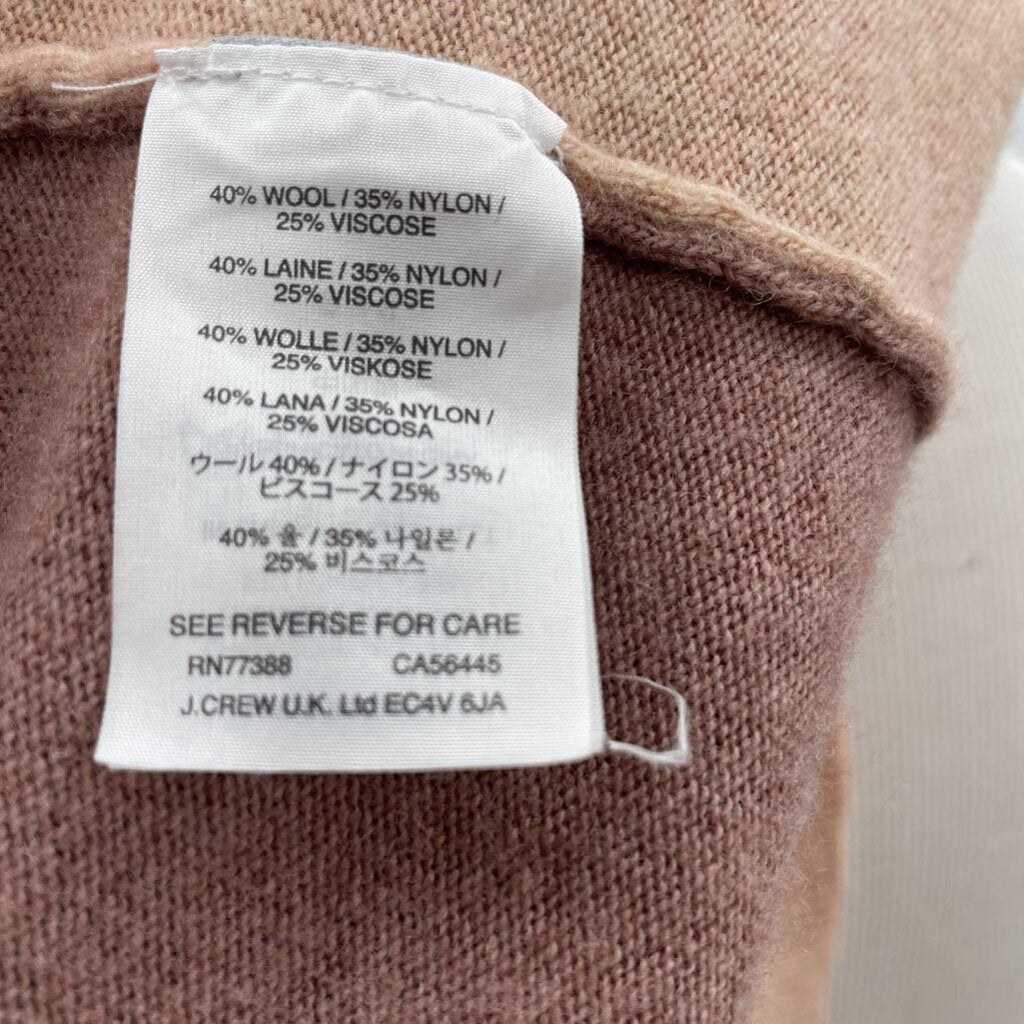 40% WOOL / 35% NYLON /
25% VISCOSE
40% LAINE / 35% NYLON /
25% VISCOSE
40% WOLLE / 35% NYLON /
25% VISKOSE
40% LANA / 35% NYLON /
25% VISCOSA
ウール 40% / ナイロン 35% /
ビスコース 25%
40% 울 / 35% 나일론 /
25% 비스코스
SEE REVERSE FOR CARE
RN77388 CA56445
J.CREW U.K. Ltd EC4V 6JA